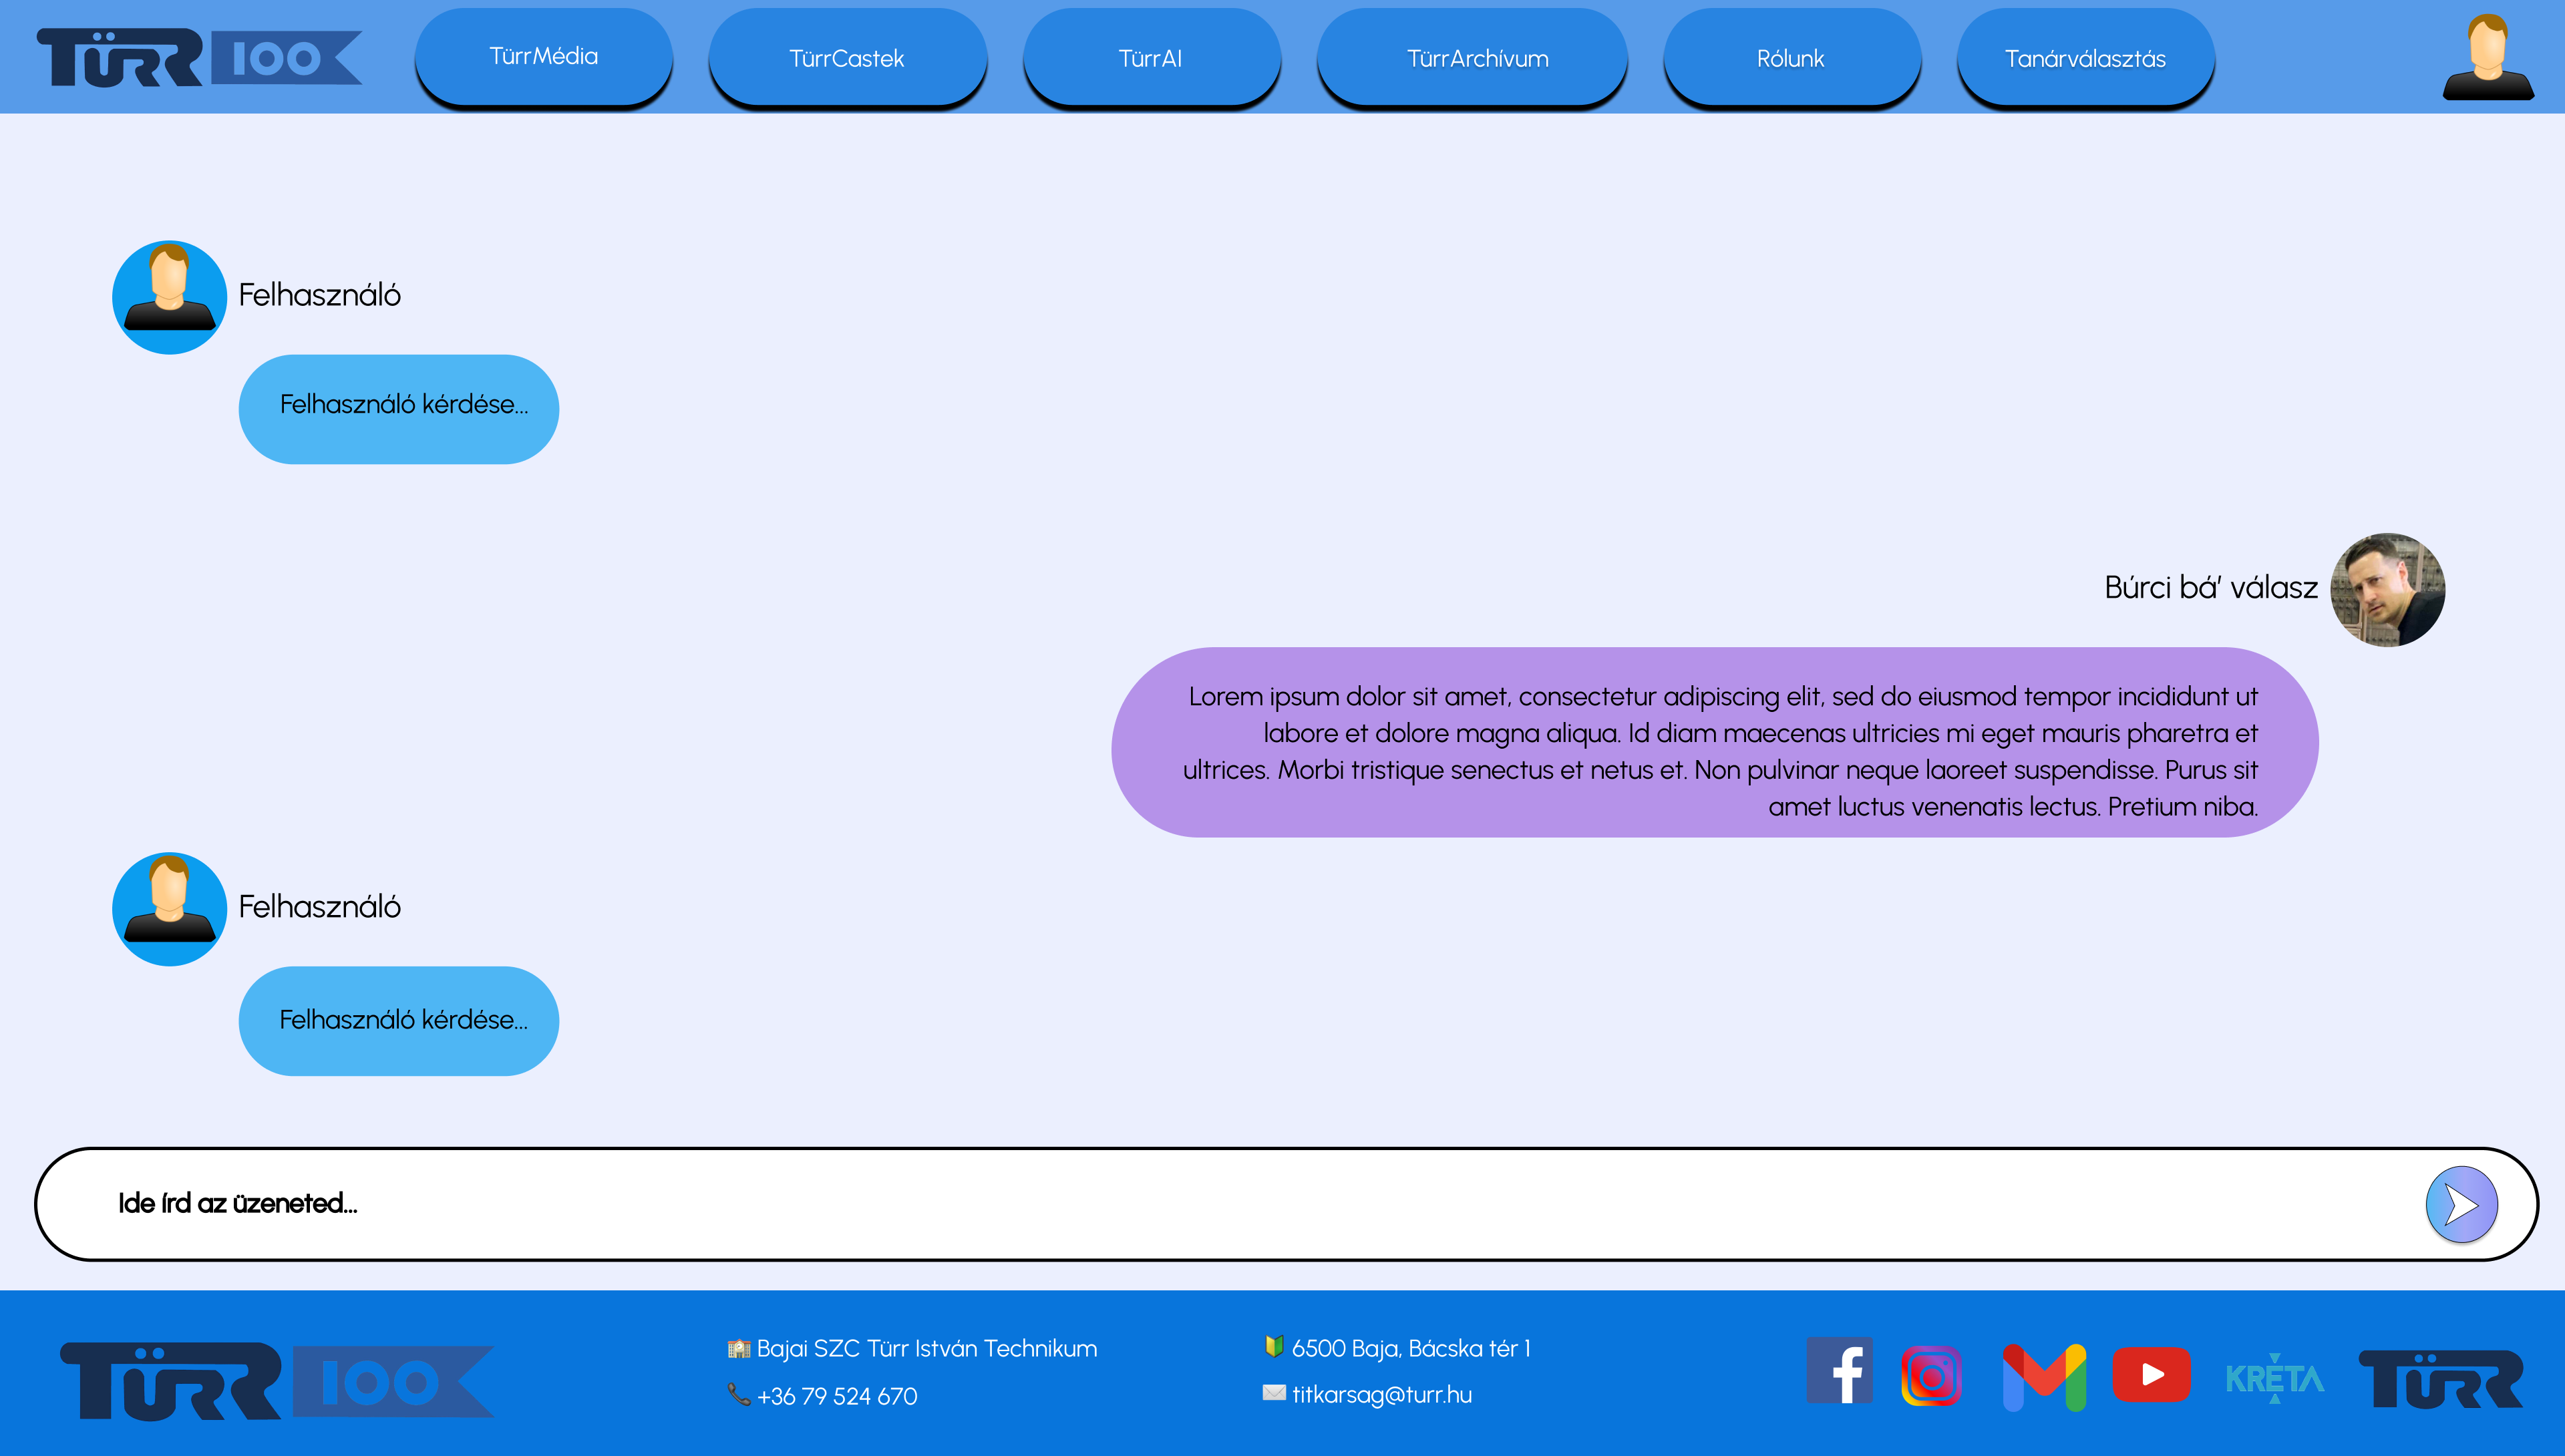 TÜRR 100
TürrMédia
TürrCastek
TürrAI
TürrArchívum
Rólunk
Tanárválasztás
Felhasználó
Felhasználó kérdése...
Búrci bá' válasz
Lorem ipsum dolor sit amet, consectetur adipiscing elit, sed do eiusmod tempor incididunt ut
labore et dolore magna aliqua. Id diam maecenas ultricies mi eget mauris pharetra et
ultrices. Morbi tristique senectus et netus et. Non pulvinar neque laoreet suspendisse. Purus sit
amet luctus venenatis lectus. Pretium niba.
Felhasználó
Felhasználó kérdése...
Ide írd az üzeneted...
TÜRR 100
Bajai SZC Türr István Technikum
+36 79 524 670
6500 Baja, Bácska tér 1
titkarsag@turr.hu
f
KRÉTA
TÜRR